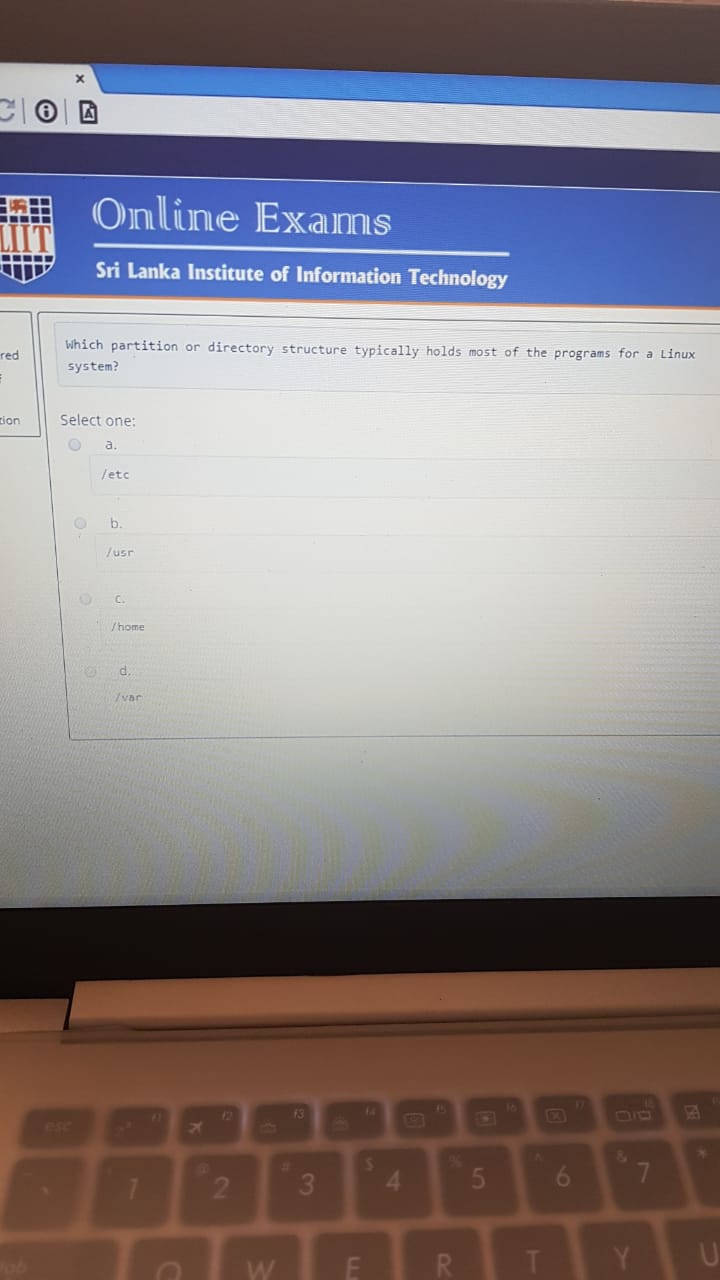 x
Online Exams
LIIT
Sri Lanka Institute of Information Technology
red
Which partition or directory structure typically holds most of the programs for a Linux
system?
Select one:
a.
/etc
b.
/usr
c.
/home
d.
/var
esc f1 f2 f3 f4 f5 f6 f7 f8
1 @ 2 # 3 $ 4 % 5 ^ 6 & 7 *
W E R T Y U